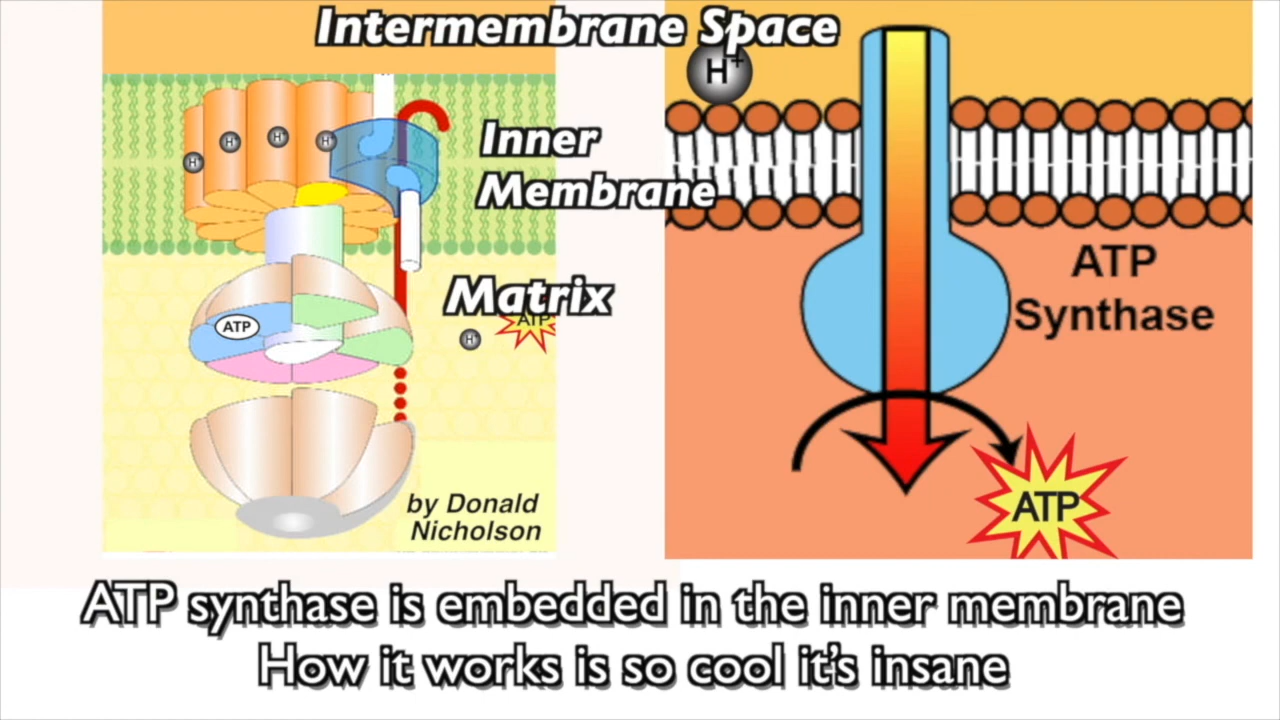 Intermembrane Space
H+
H+
H+
H+
H+
Inner
Membrane
ATP
Synthase
Matrix
ATP
ATP
H+
by Donald
Nicholson
ATP
ATP synthase is embedded in the inner membrane
How it works is so cool it's insane